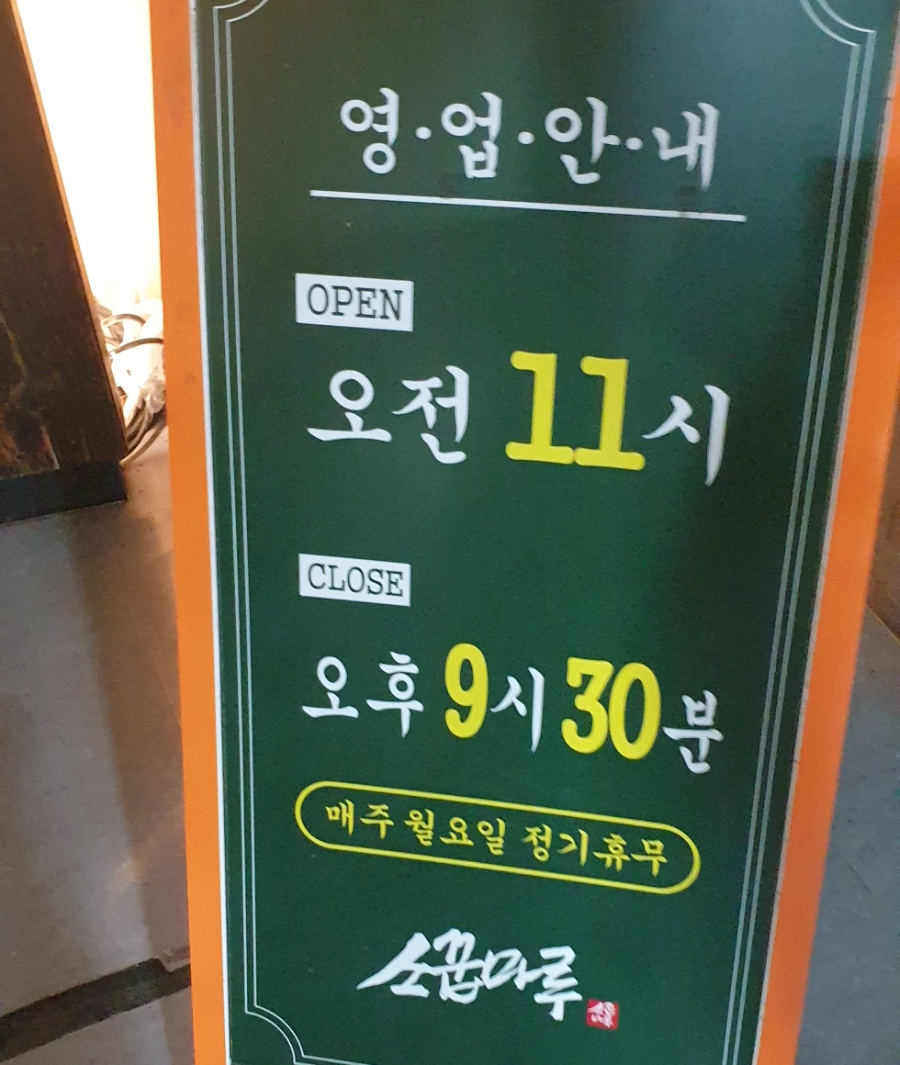 영·업·안·내
OPEN
오전 11시
CLOSE
오후 9시 30분
매주 월요일 정기휴무
소꿉마루